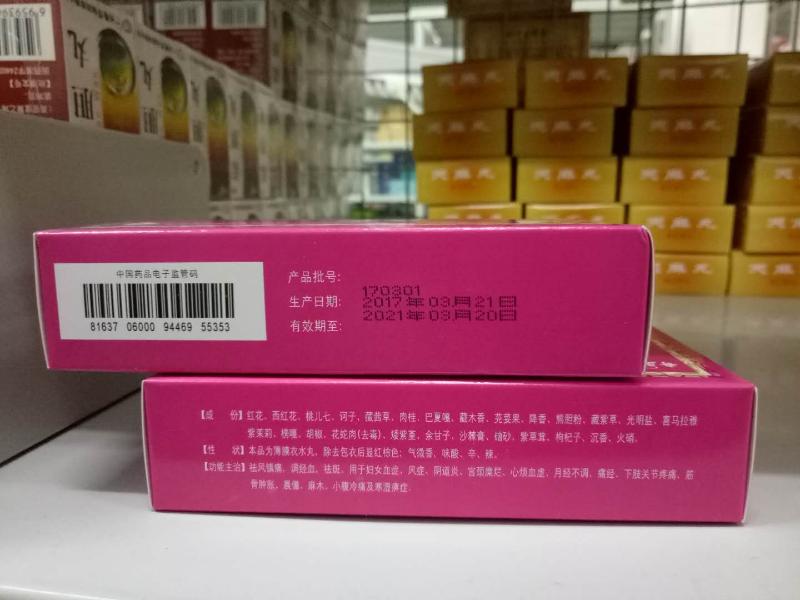 胆
丸
中国药品电子监管码
81637 06000 94469 55353
产品批号:
170301
生产日期:
2017年03月21日
有效期至:
2021年03月20日
【成 份】红花、西红花、桃儿七、诃子、藏茜草、肉桂、巴夏嘎、藏木香、芫荽果、降香、熊胆粉、藏紫草、光明盐、喜马拉雅
紫茉莉、榜嘎、胡椒、花蛇肉(去毒)、矮紫堇、余甘子、沙棘膏、硇砂、紫草茸、枸杞子、沉香、火硝。
【性 状】本品为薄膜衣水丸，除去包衣后显红棕色；气微香，味酸、辛、辣。
【功能主治】祛风镇痛，调经血，祛斑。用于妇女血症、风症、阴道炎、宫颈糜烂、心烦血虚、月经不调、痛经、下肢关节疼痛、筋
骨肿胀、晨僵、麻木、小腹冷痛及寒湿痹症。